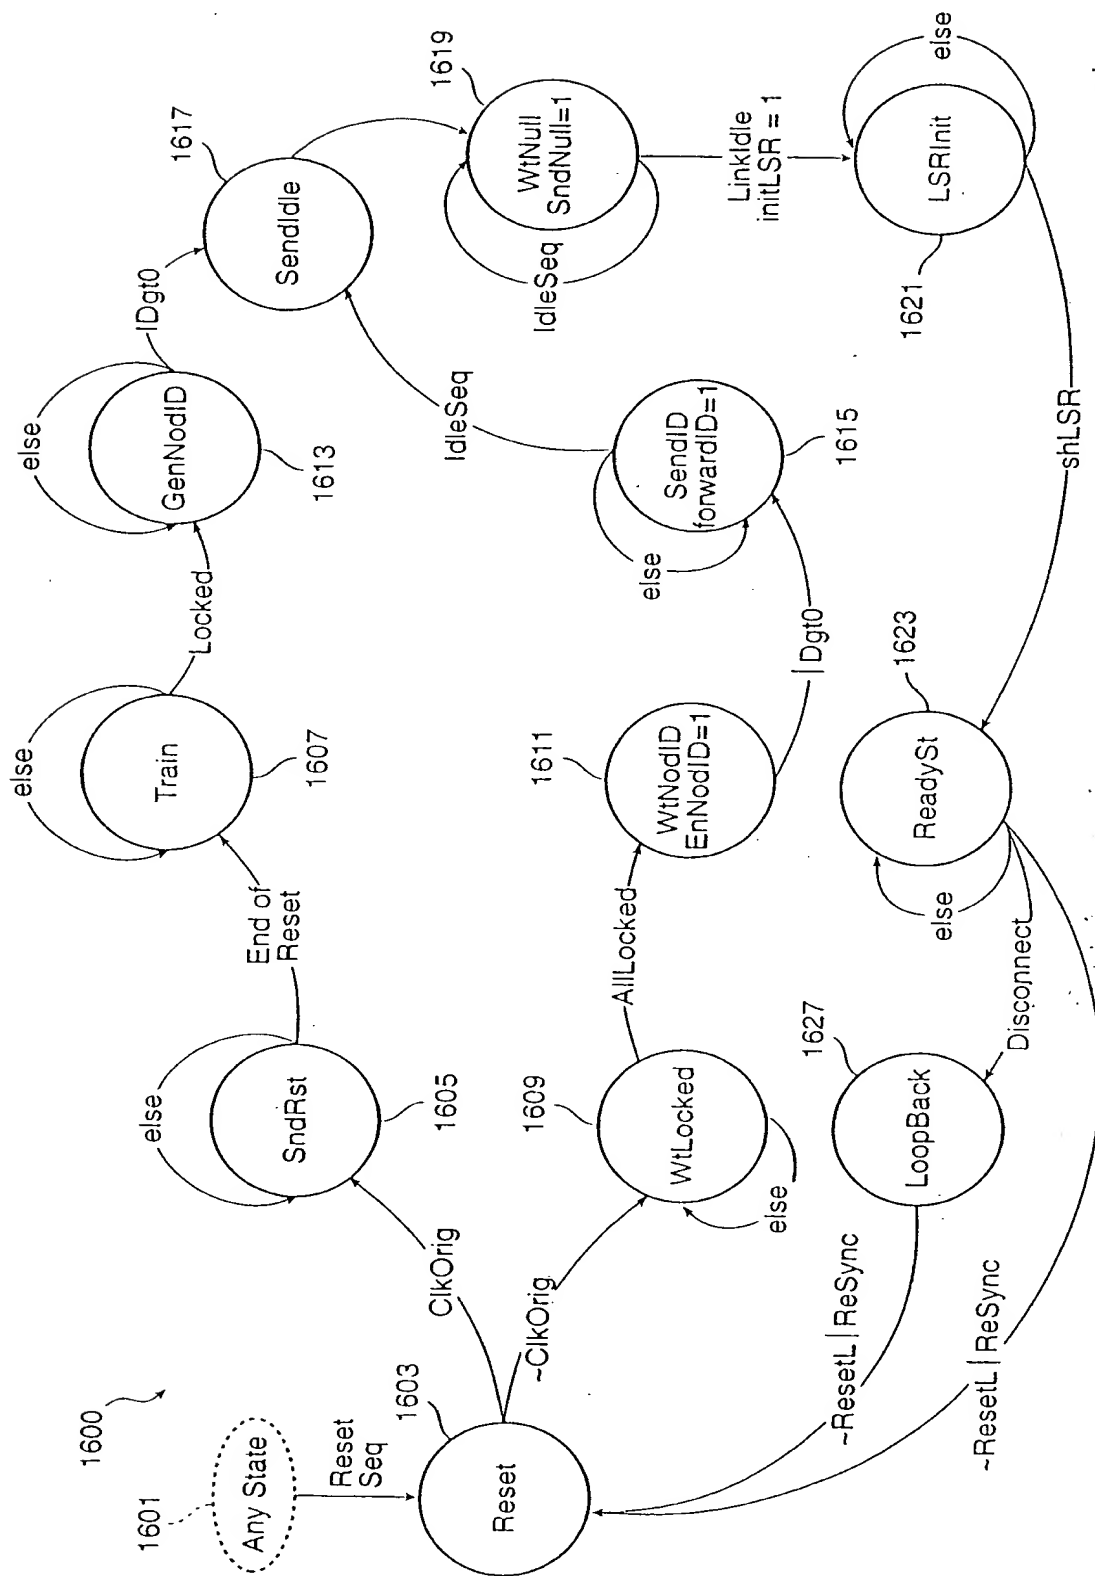 1600
1601
Any State
Reset
Seq
1603
Reset
ClkOrig
~ClkOrig
else
SndRst
1605
End of
Reset
else
Train
1607
Locked
else
GenNodID
1613
IDgt0
1617
SendIdle
1609
WtLocked
else
AllLocked
1611
WtNodID
EnNodID=1
IDgt0
else
SendID
forwardID=1
1615
IdleSeq
1619
WtNull
SndNull=1
IdleSeq
LinkIdle
initLSR = 1
else
LSRInit
1621
shLSR
1623
ReadySt
else
Disconnect
1627
LoopBack
~ResetL|ReSync
~ResetL|ReSync